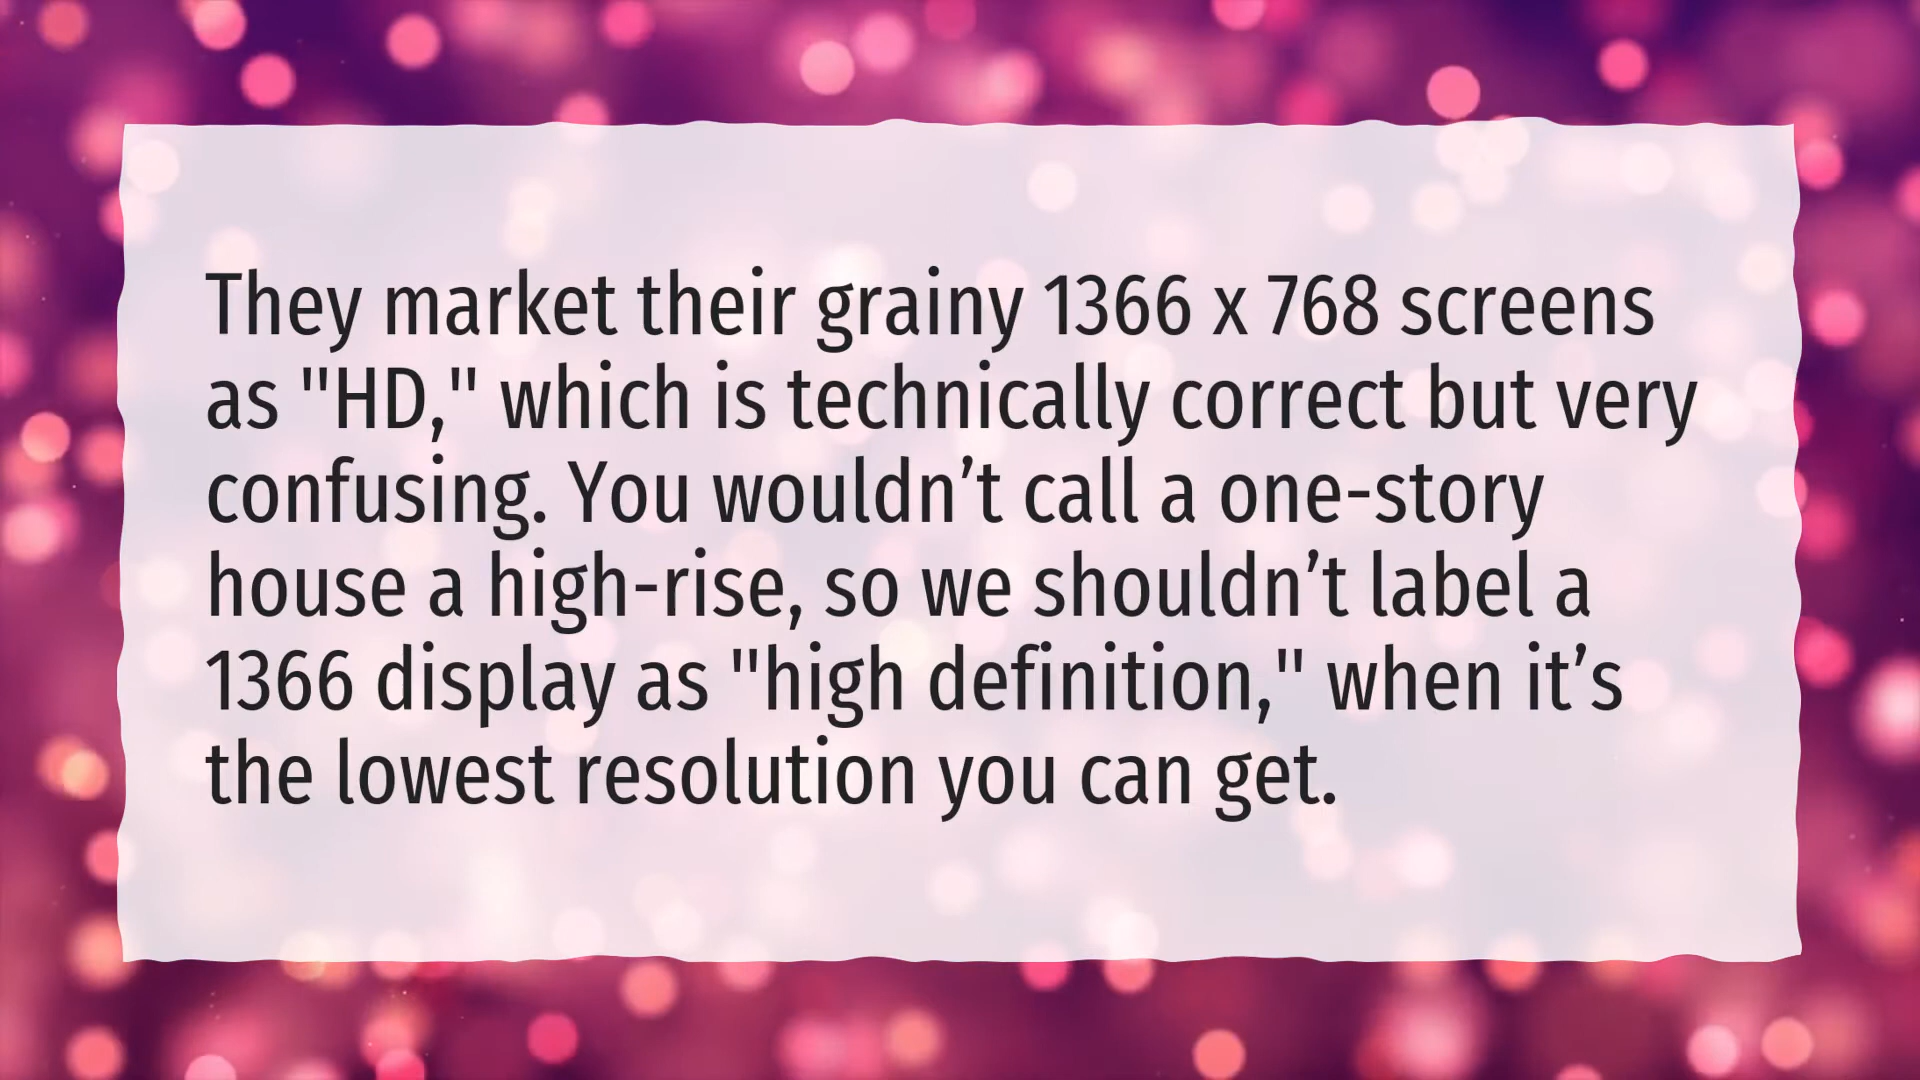 They market their grainy 1366 x 768 screens
as "HD," which is technically correct but very
confusing. You wouldn’t call a one-story
house a high-rise, so we shouldn’t label a
1366 display as "high definition," when it’s
the lowest resolution you can get.